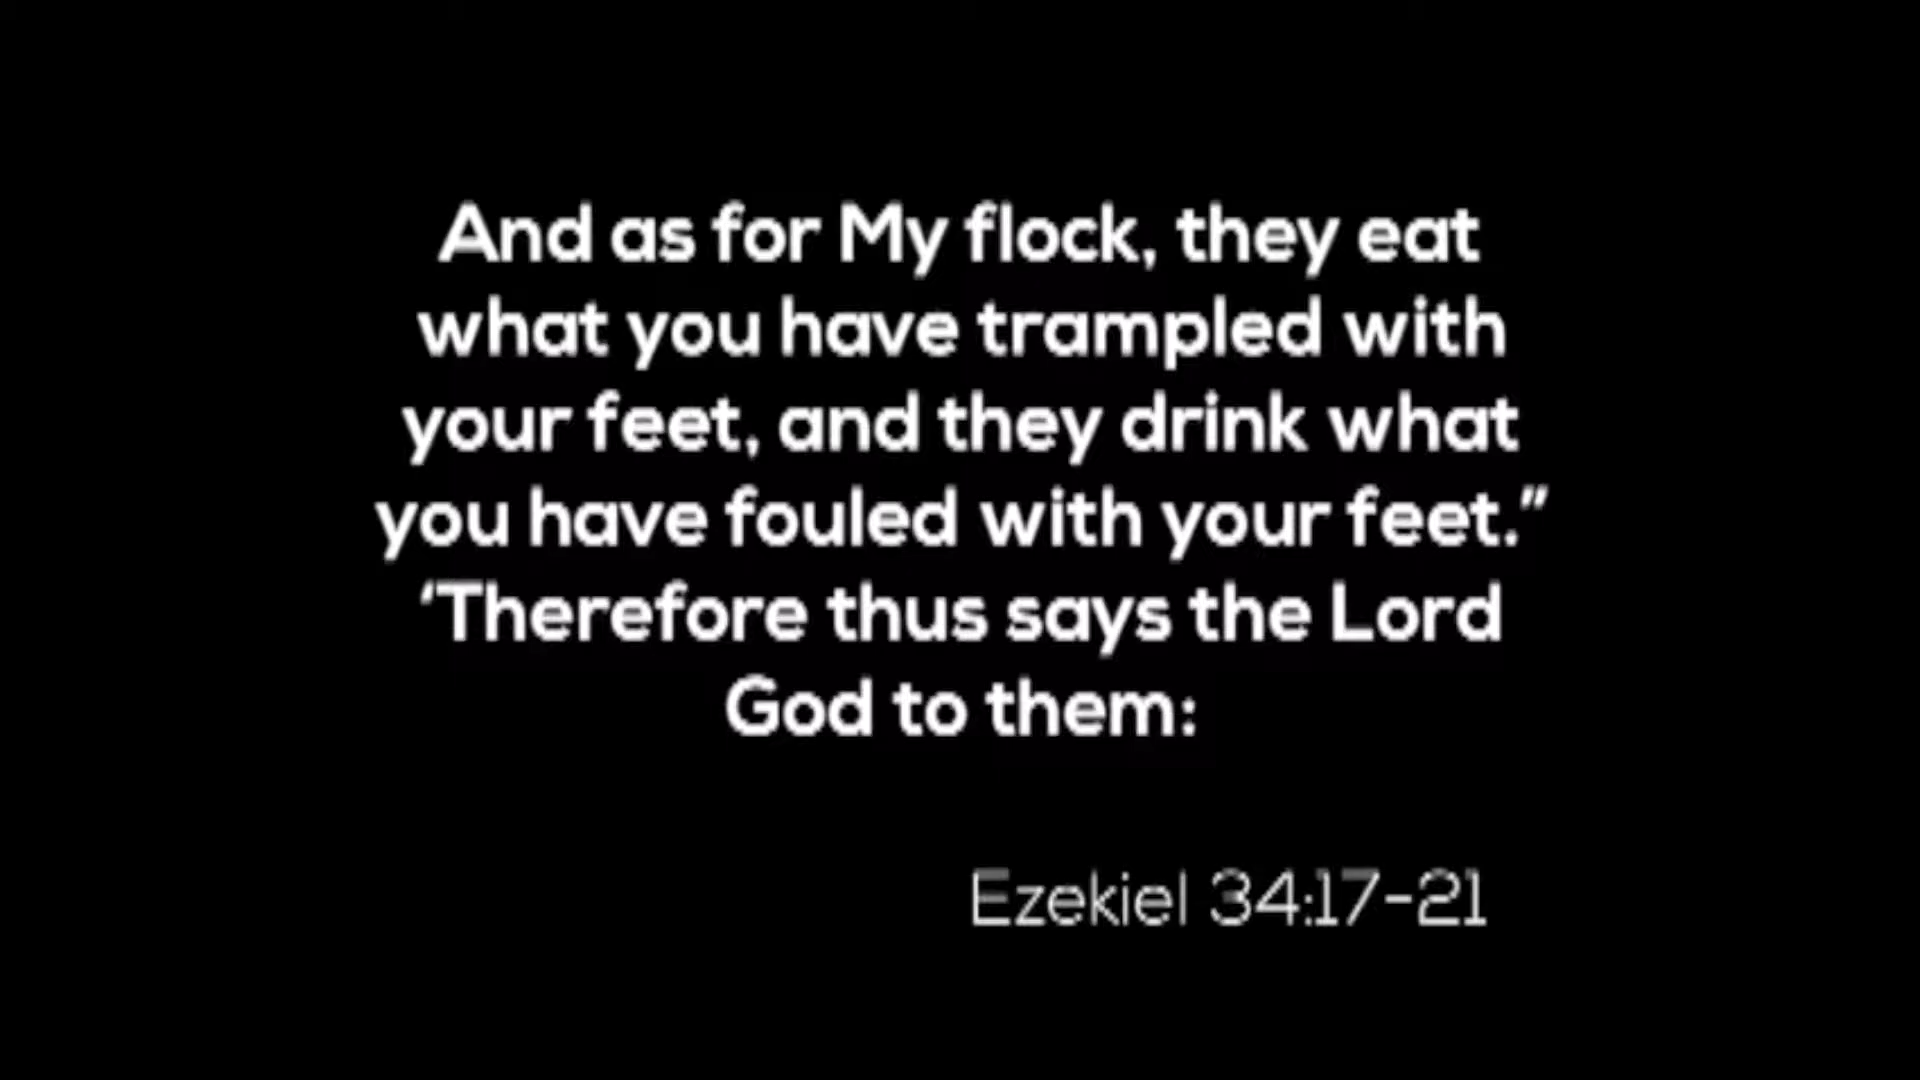 And as for My flock, they eat
what you have trampled with
your feet, and they drink what
you have fouled with your feet.”
‘Therefore thus says the Lord
God to them:
Ezekiel 34:17-21